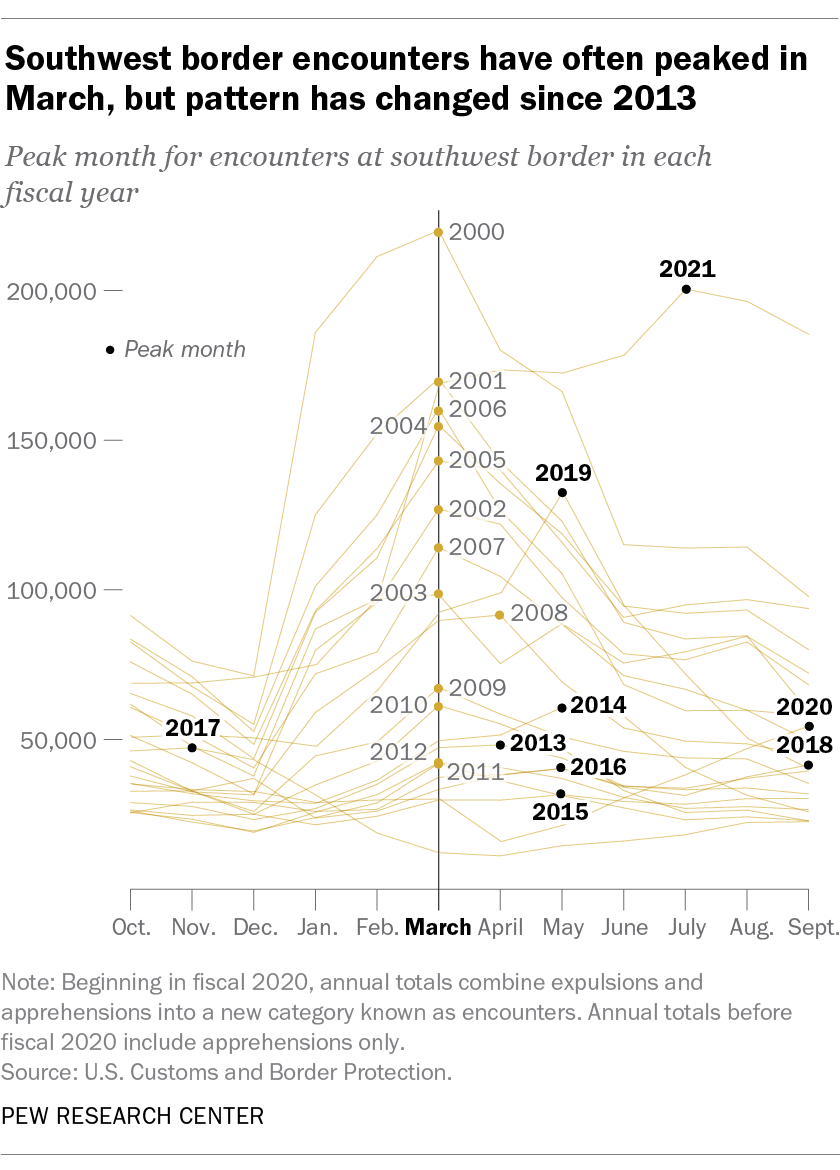 Southwest border encounters have often peaked in
March, but pattern has changed since 2013
Peak month for encounters at southwest border in each
fiscal year
2000
2021
200,000
Peak month
2001
2006
2004
150,000
2005
2019
2002
2007
100,000
2003
2008
2009
2010
2014
2020
2017
50,000
2013
2018
2012
2016
2011
2015
Oct. Nov. Dec. Jan. Feb. March April May June July Aug. Sept.
Note: Beginning in fiscal 2020, annual totals combine expulsions and
apprehensions into a new category known as encounters. Annual totals before
fiscal 2020 include apprehensions only.
Source: U.S. Customs and Border Protection.
PEW RESEARCH CENTER